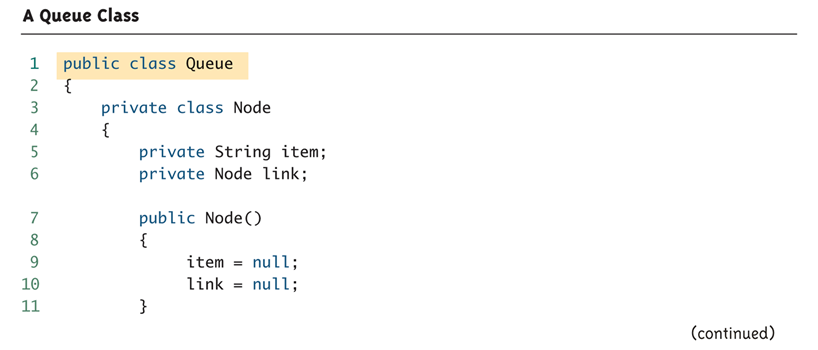 A Queue Class
1 public class Queue
2 {
3     private class Node
4     {
5         private String item;
6         private Node link;
7         public Node()
8         {
9             item = null;
10             link = null;
11         }
(continued)